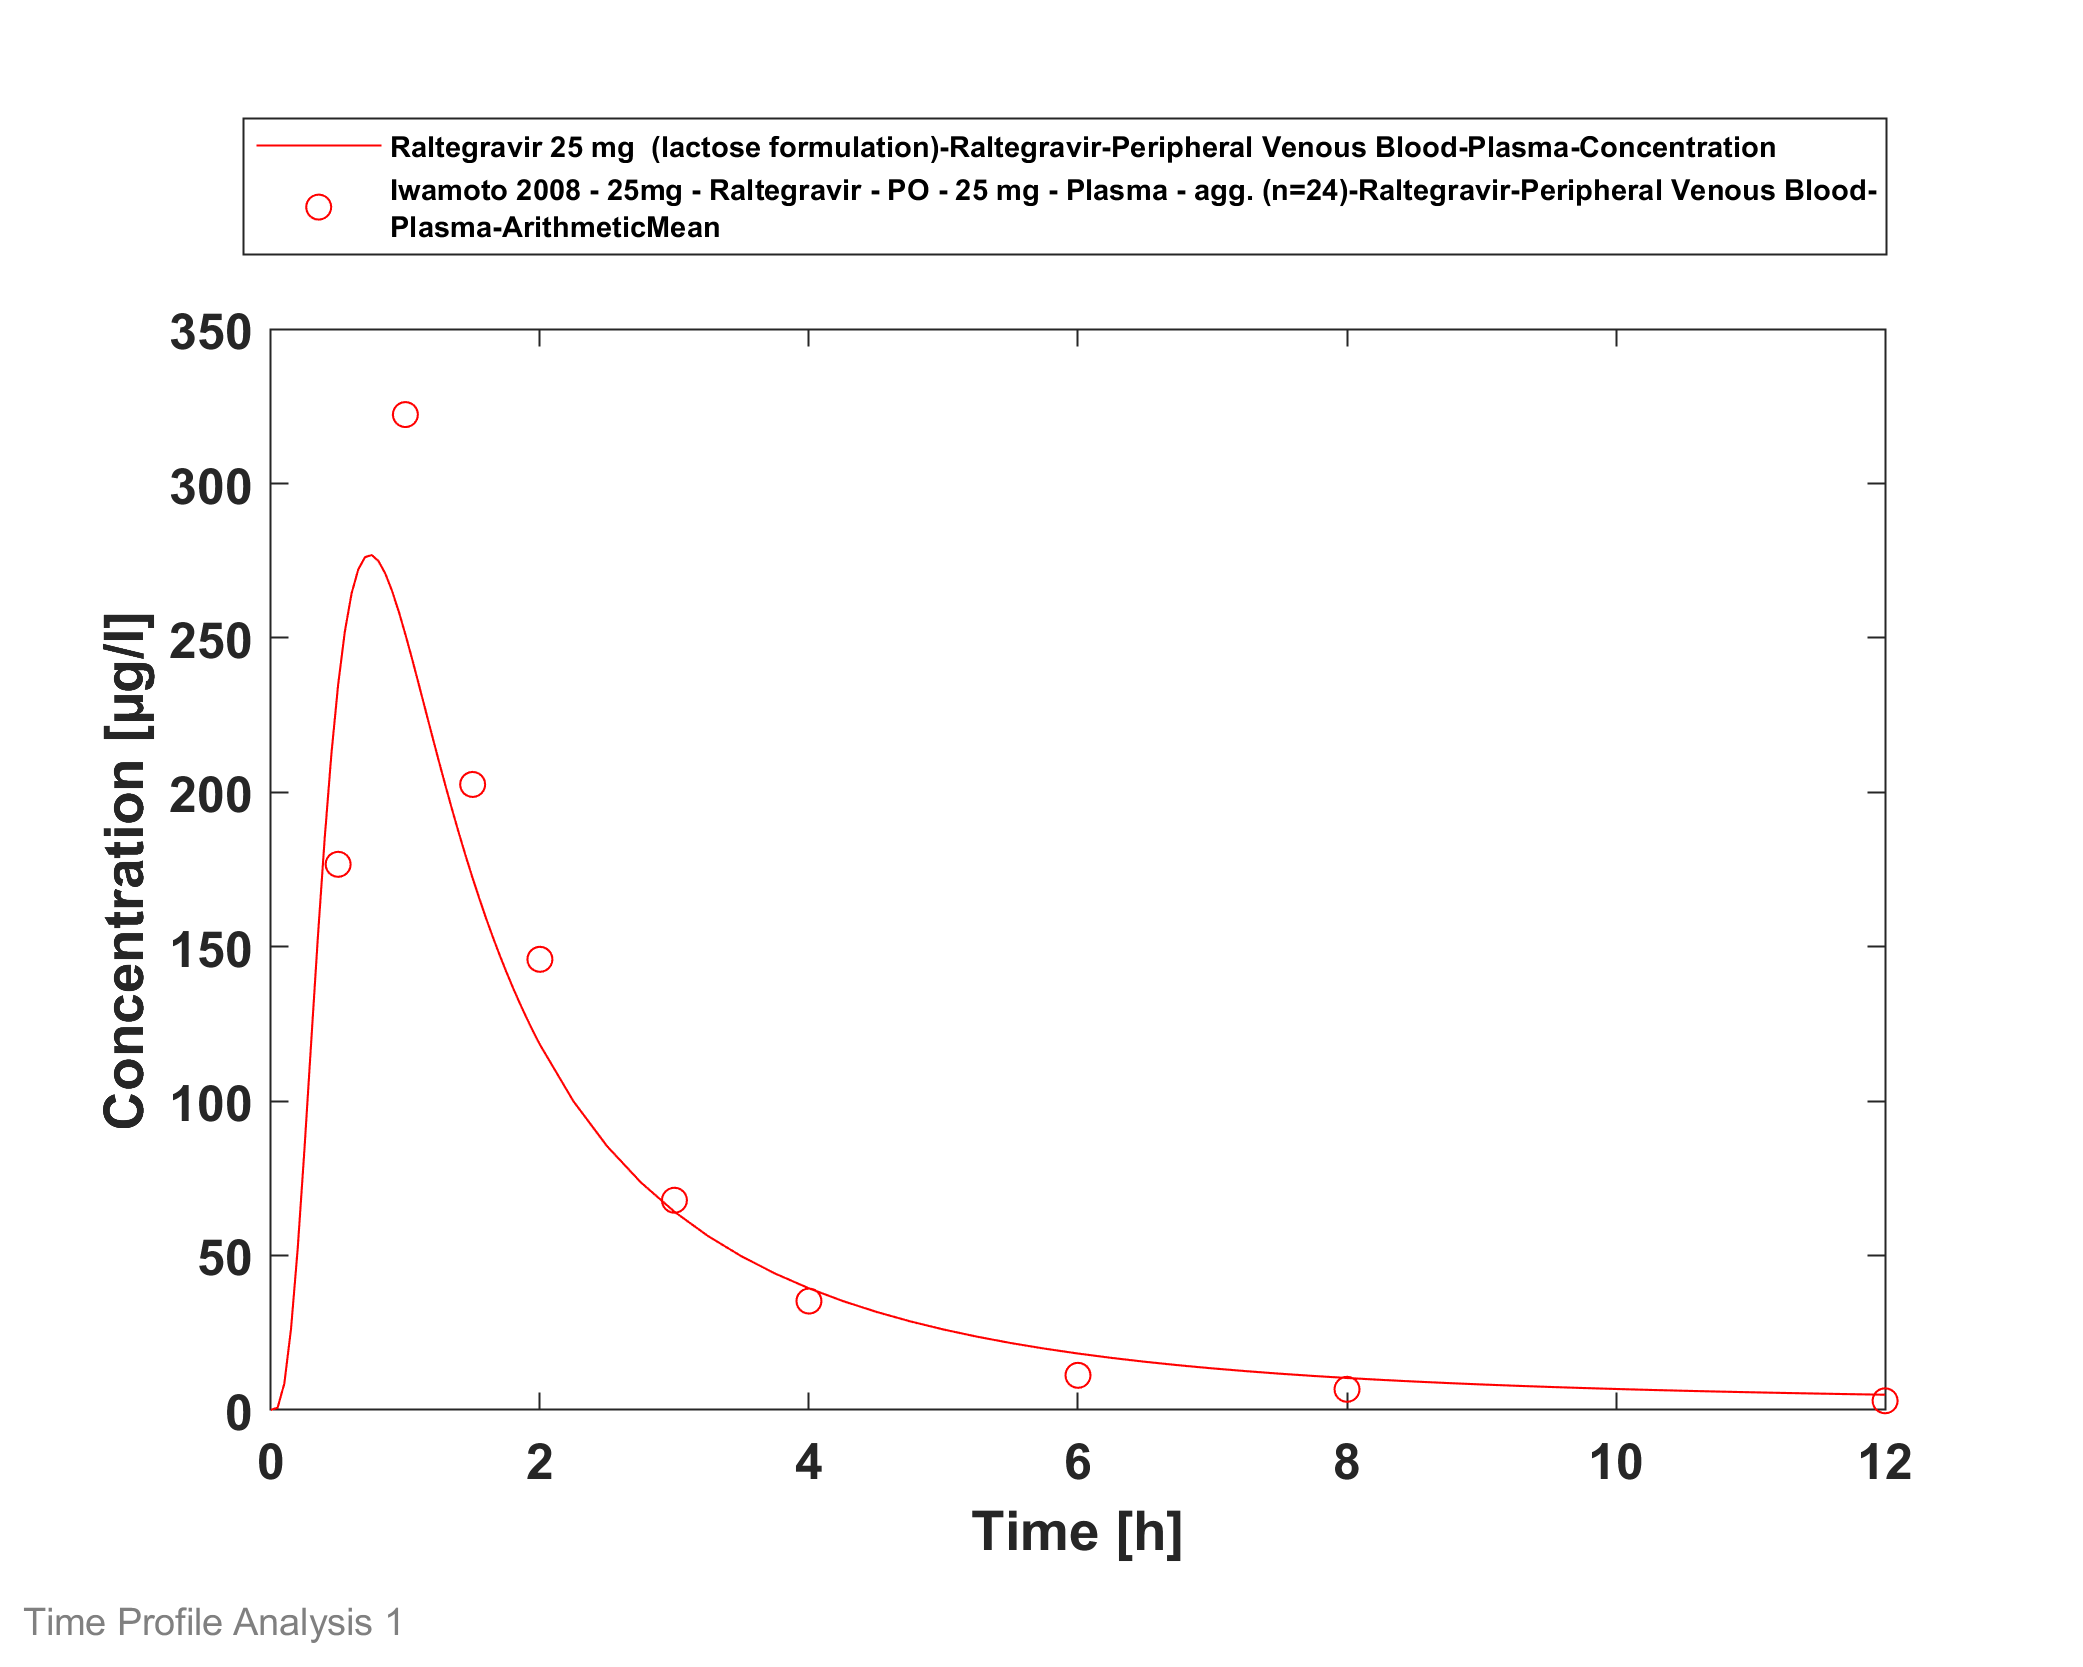 Raltegravir 25 mg  (lactose formulation)-Raltegravir-Peripheral Venous Blood-Plasma-Concentration
Iwamoto 2008 - 25mg - Raltegravir - PO - 25 mg - Plasma - agg. (n=24)-Raltegravir-Peripheral Venous Blood-
Plasma-ArithmeticMean
350
300
250
200
150
100
50
0
Concentration [µg/l]
0 2 4 6 8 10 12
Time [h]
Time Profile Analysis 1